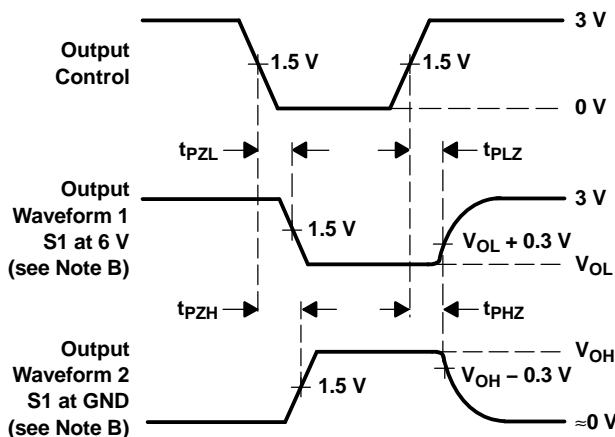 3 V
Output
Control
1.5 V
1.5 V
0 V
tPZL
tPLZ
Output
Waveform 1
S1 at 6 V
(see Note B)
3 V
1.5 V
VOL + 0.3 V
VOL
tPZH
tPHZ
Output
Waveform 2
S1 at GND
(see Note B)
VOH
1.5 V
VOH – 0.3 V
≈0 V